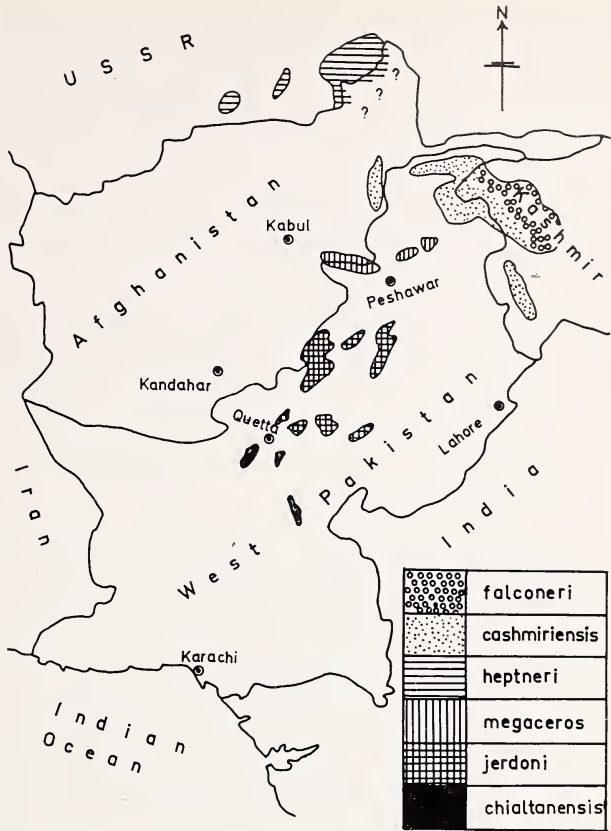 N
USSR
? ? ?
Kashmir
Afghanistan
Kabul
Peshawar
Kandahar
Quetta
Lahore
West Pakistan
India
Iran
Karachi
Indian
Ocean
falconeri
cashmiriensis
heptneri
megaceros
jerdoni
chialtanensis